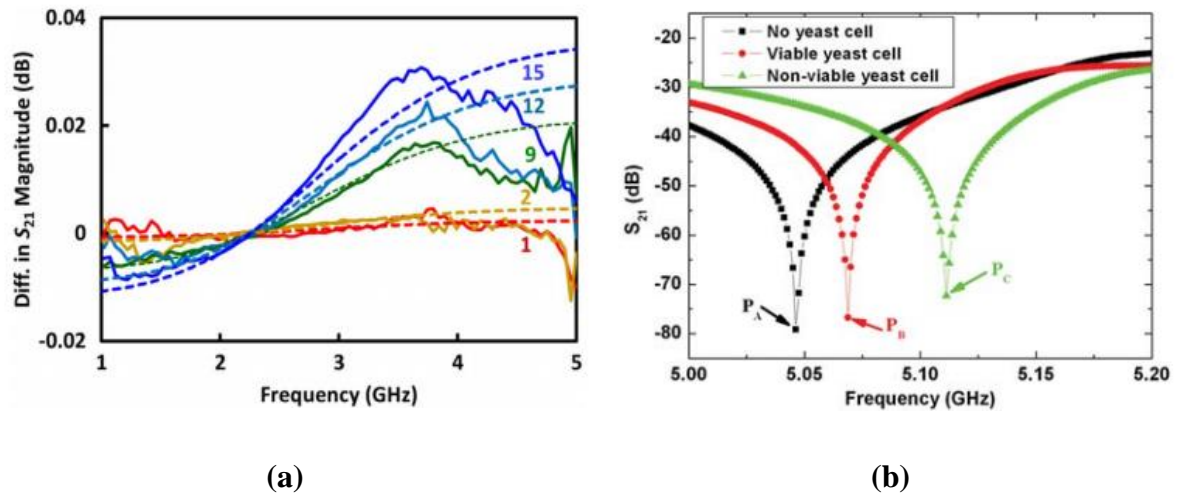 0.04
0.02
0
-0.02
Diff. in S21 Magnitude (dB)
15
12
9
2
1
1 2 3 4 5
Frequency (GHz)
(a)
-20
-30
-40
-50
-60
-70
-80
S21 (dB)
No yeast cell
Viable yeast cell
Non-viable yeast cell
PA
PB
PC
5.00 5.05 5.10 5.15 5.20
Frequency (GHz)
(b)